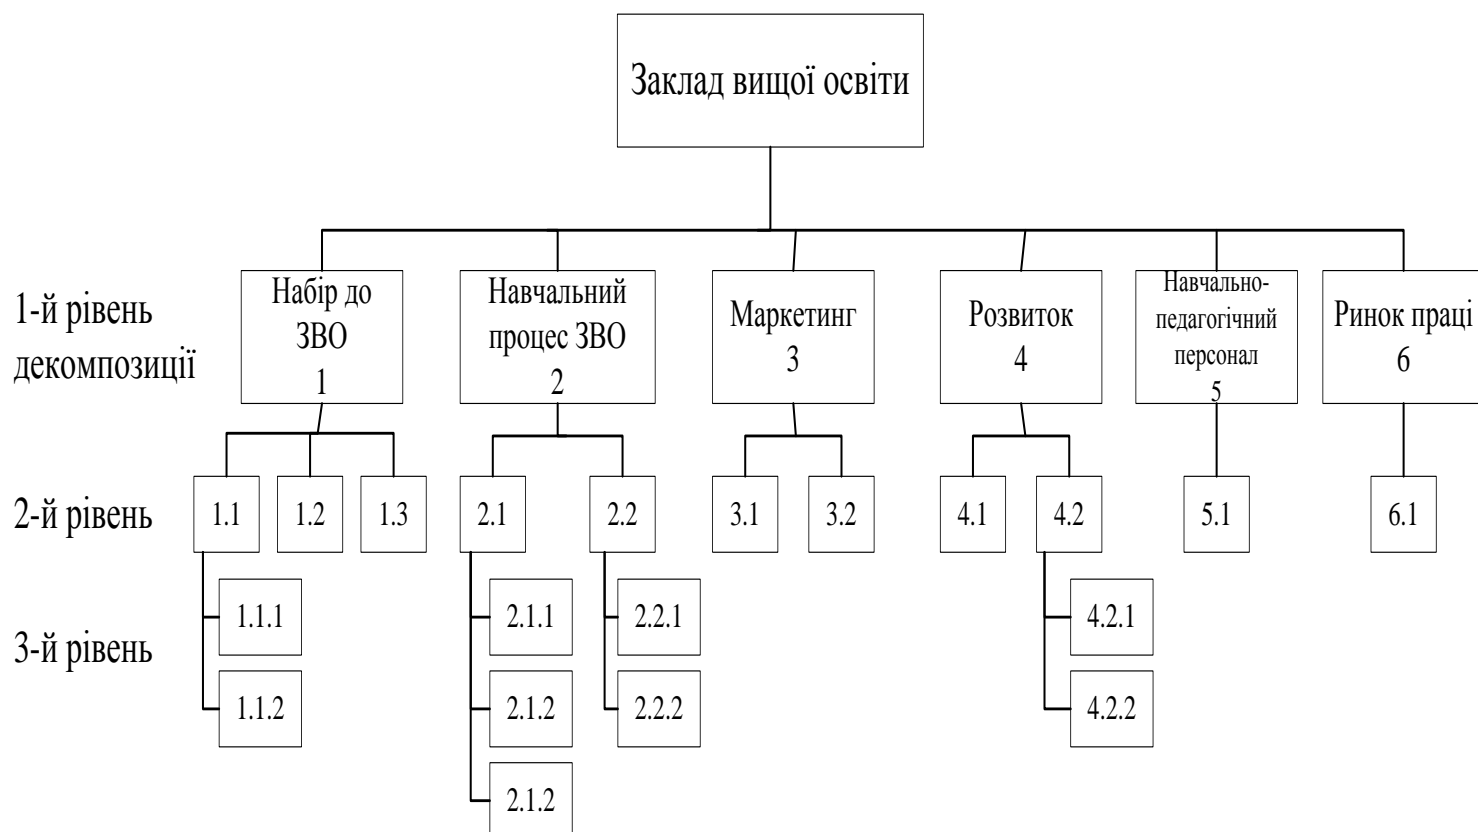 Заклад вищої освіти
1-й рівень
декомпозиції
Набір до
ЗВО
1
Навчальний
процес ЗВО
2
Маркетинг
3
Розвиток
4
Навчально-
педагогічний
персонал
5
Ринок праці
6
2-й рівень
1.1
1.2
1.3
2.1
2.2
3.1
3.2
4.1
4.2
5.1
6.1
3-й рівень
1.1.1
2.1.1
2.2.1
4.2.1
1.1.2
2.1.2
2.2.2
4.2.2
2.1.2